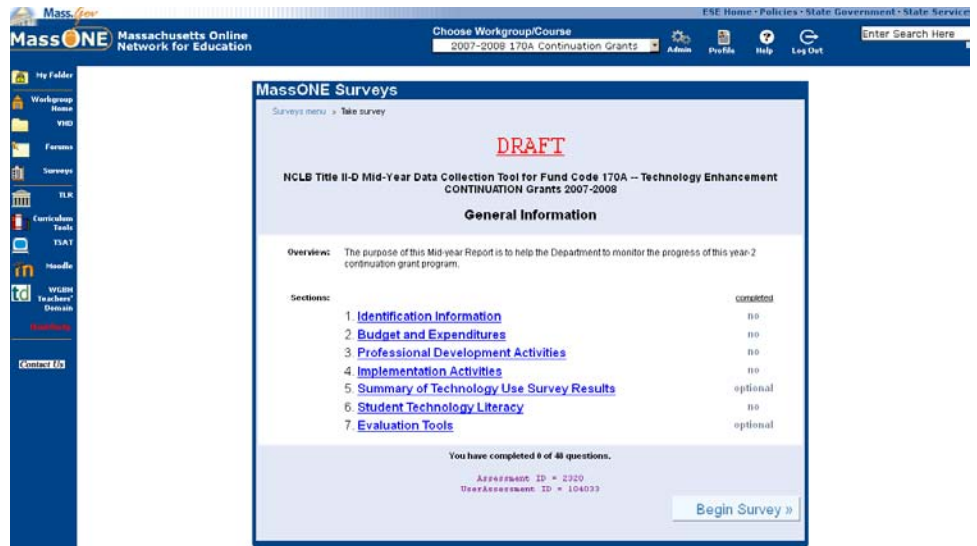 Mass.Gov
ESE Home • Policies • State Government • State Services
MassONE
Massachusetts Online
Network for Education
Choose Workgroup/Course
2007-2008 170A Continuation Grants
Admin
Profile
Help
Log Out
Enter Search Here
My Folder
Workgroup
Home
VHD
Forums
Surveys
TLR
Curriculum
Tools
TSAT
Moodle
WGBH
Teachers'
Domain
Contact Us
MassONE Surveys
Surveys menu » Take survey
DRAFT
NCLB Title II-D Mid-Year Data Collection Tool for Fund Code 170A -- Technology Enhancement
CONTINUATION Grants 2007-2008
General Information
Overview: The purpose of this Mid-year Report is to help the Department to monitor the progress of this year-2
continuation grant program.
Sections: completed
1. Identification Information no
2. Budget and Expenditures no
3. Professional Development Activities no
4. Implementation Activities no
5. Summary of Technology Use Survey Results optional
6. Student Technology Literacy no
7. Evaluation Tools optional
You have completed 0 of 48 questions.
Assessment ID = 2320
UserAssessment ID = 104033
Begin Survey »